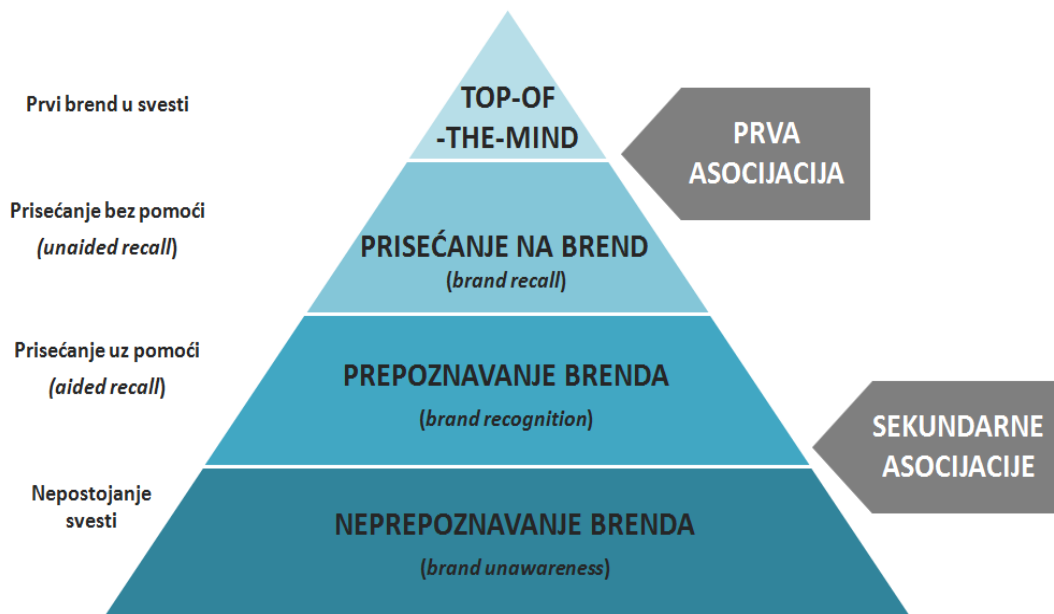 Prvi brend u svesti
TOP-OF
-THE-MIND
PRVA
ASOCIJACIJA
Prisećanje bez pomoći
(unaided recall)
PRISEĆANJE NA BREND
(brand recall)
Prisećanje uz pomoći
(aided recall)
PREPOZNAVANJE BRENDA
(brand recognition)
SEKUNDARNE
ASOCIJACIJE
Nepostojanje
svesti
NEPREPOZNAVANJE BRENDA
(brand unawareness)